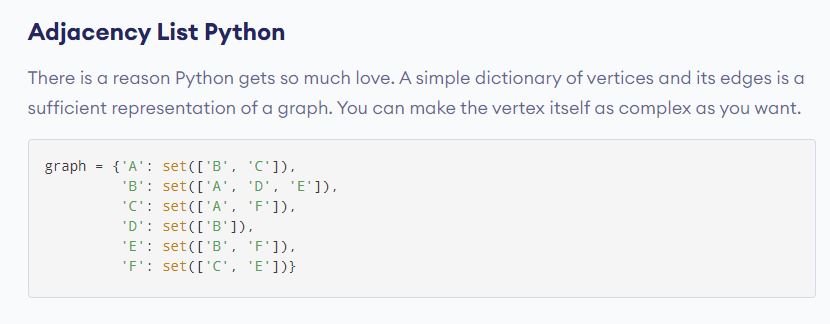 Adjacency List Python
There is a reason Python gets so much love. A simple dictionary of vertices and its edges is a
sufficient representation of a graph. You can make the vertex itself as complex as you want.
graph = {'A': set(['B', 'C']),
         'B': set(['A', 'D', 'E']),
         'C': set(['A', 'F']),
         'D': set(['B']),
         'E': set(['B', 'F']),
         'F': set(['C', 'E'])}